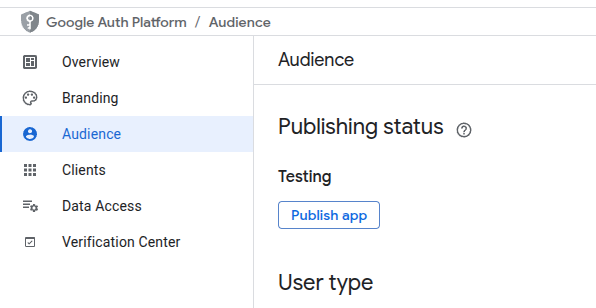 Google Auth Platform / Audience
Overview
Branding
Audience
Clients
Data Access
Verification Center
Audience
Publishing status
Testing
Publish app
User type